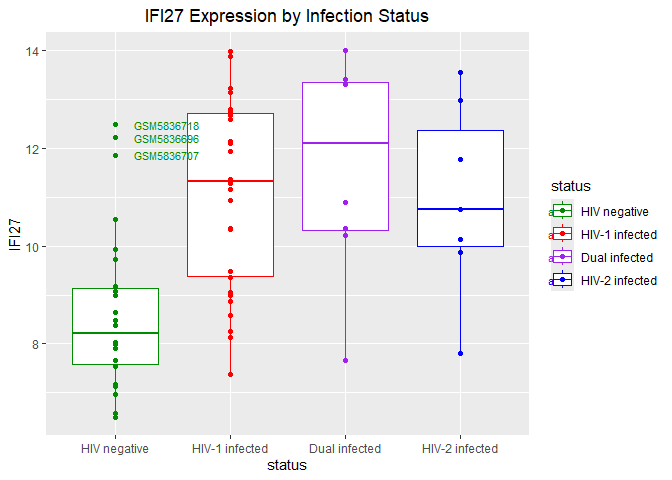 IFI27 Expression by Infection Status
IFI27
14
12
10
8
GSM5836718
GSM5836696
GSM5836707
HIV negative
HIV-1 infected
Dual infected
HIV-2 infected
status
status
a HIV negative
a HIV-1 infected
a Dual infected
a HIV-2 infected